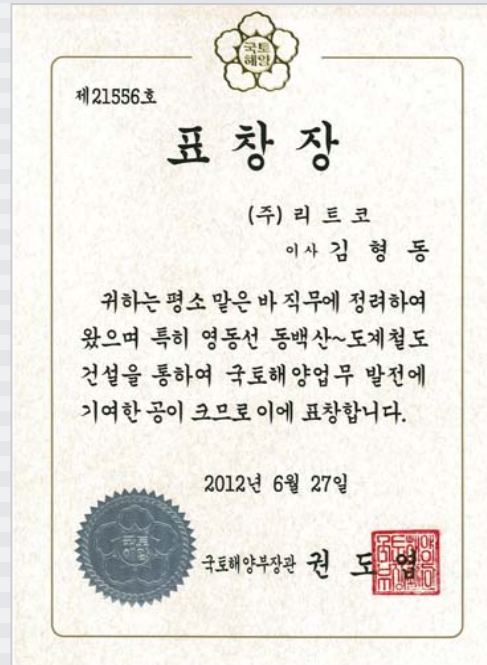 국토
해양
제21556호
표 창 장
(주) 리 트 코
이사 김 형 동
귀하는 평소 맡은 바 직무에 정려하여
왔으며 특히 영동선 동백산~도계철도
건설을 통하여 국토해양업무 발전에
기여한 공이 크므로 이에 표창합니다.
2012년 6월 27일
국토
해양
국토해양부장관 권 도 엽